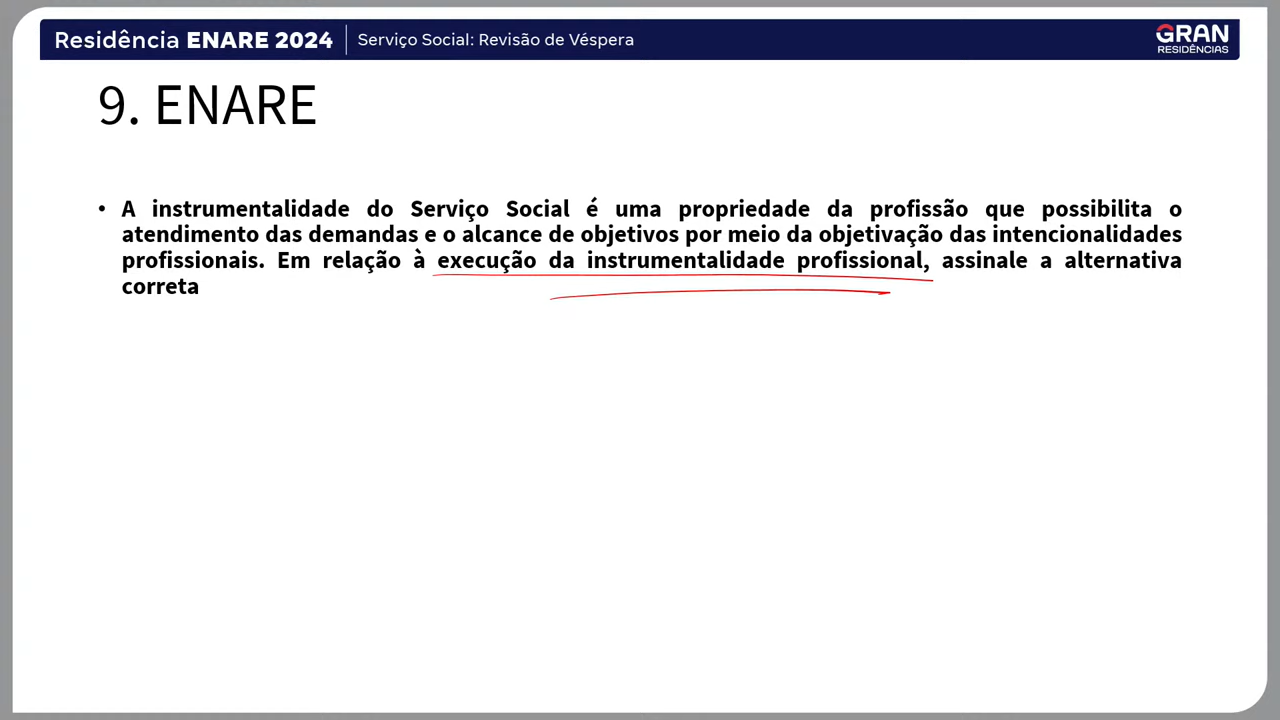 Residência ENARE 2024 Serviço Social: Revisão de Véspera GRAN
RESIDÊNCIAS
9. ENARE
• A instrumentalidade do Serviço Social é uma propriedade da profissão que possibilita o
atendimento das demandas e o alcance de objetivos por meio da objetivação das intencionalidades
profissionais. Em relação à execução da instrumentalidade profissional, assinale a alternativa
correta